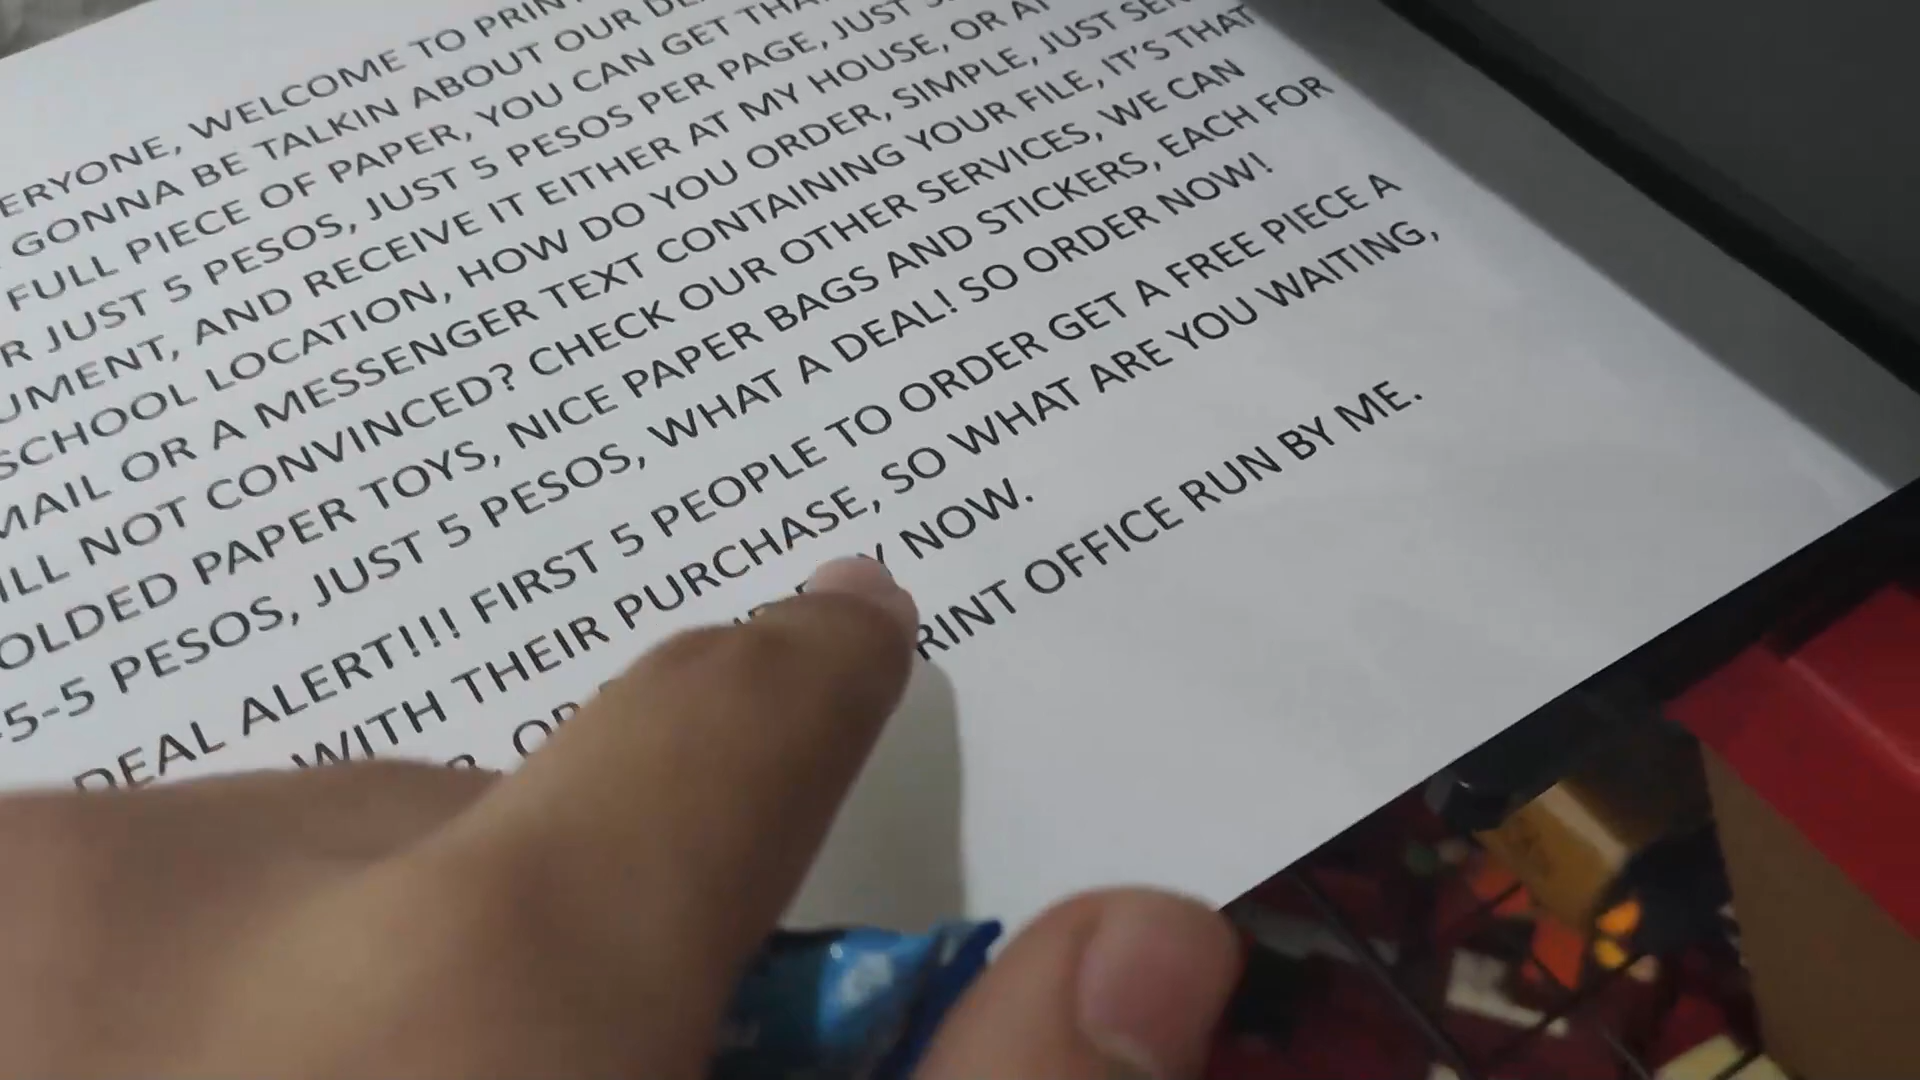 ERYONE, WELCOME TO PRIN
GONNA BE TALKIN ABOUT OUR DE
FULL PIECE OF PAPER, YOU CAN GET THA
R JUST 5 PESOS, JUST 5 PESOS PER PAGE, JUST
UMENT, AND RECEIVE IT EITHER AT MY HOUSE, OR AT
SCHOOL LOCATION, HOW DO YOU ORDER, SIMPLE, JUST SEN
MAIL OR A MESSENGER TEXT CONTAINING YOUR FILE, IT'S THAT
ILL NOT CONVINCED? CHECK OUR OTHER SERVICES, WE CAN
OLDED PAPER TOYS, NICE PAPER BAGS AND STICKERS, EACH FOR
5-5 PESOS, JUST 5 PESOS, WHAT A DEAL! SO ORDER NOW!
DEAL ALERT!!! FIRST 5 PEOPLE TO ORDER GET A FREE PIECE A
WITH THEIR PURCHASE, SO WHAT ARE YOU WAITING,
NOW.
PRINT OFFICE RUN BY ME.